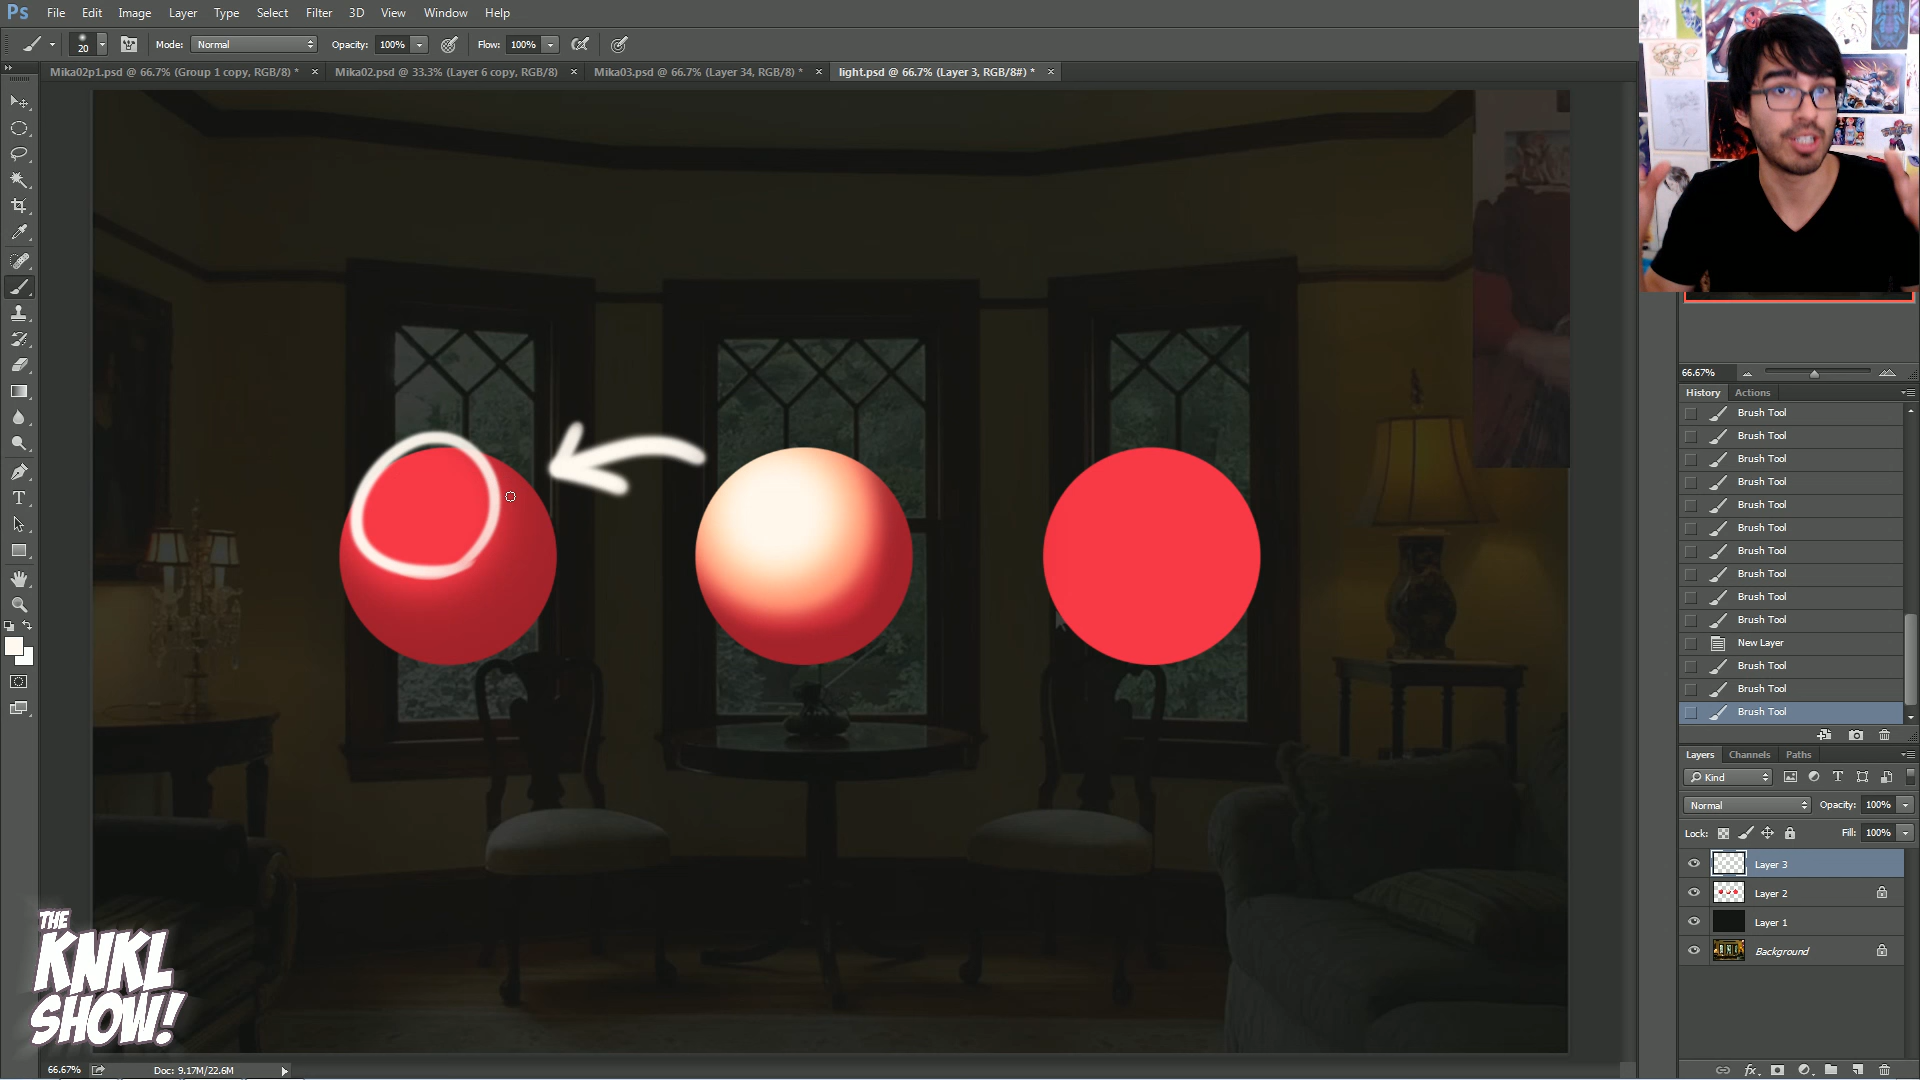 Ps File Edit Image Layer Type Select Filter 3D View Window Help
20 Mode: Normal Opacity: 100% Flow: 100%
Mika02p1.psd @ 66.7% (Group 1 copy, RGB/8) * × Mika02.psd @ 33.3% (Layer 6 copy, RGB/8) × Mika03.psd @ 66.7% (Layer 34, RGB/8) * × light.psd @ 66.7% (Layer 3, RGB/8#) * ×
T
66.67%
History Actions
Brush Tool
Brush Tool
Brush Tool
Brush Tool
Brush Tool
Brush Tool
Brush Tool
Brush Tool
Brush Tool
Brush Tool
New Layer
Brush Tool
Brush Tool
Brush Tool
Layers Channels Paths
Kind T
Normal Opacity: 100%
Lock: Fill: 100%
Layer 3
Layer 2
Layer 1
Background
fx
THE
KNKL
SHOW!
66.67% Doc: 9.17M/22.6M